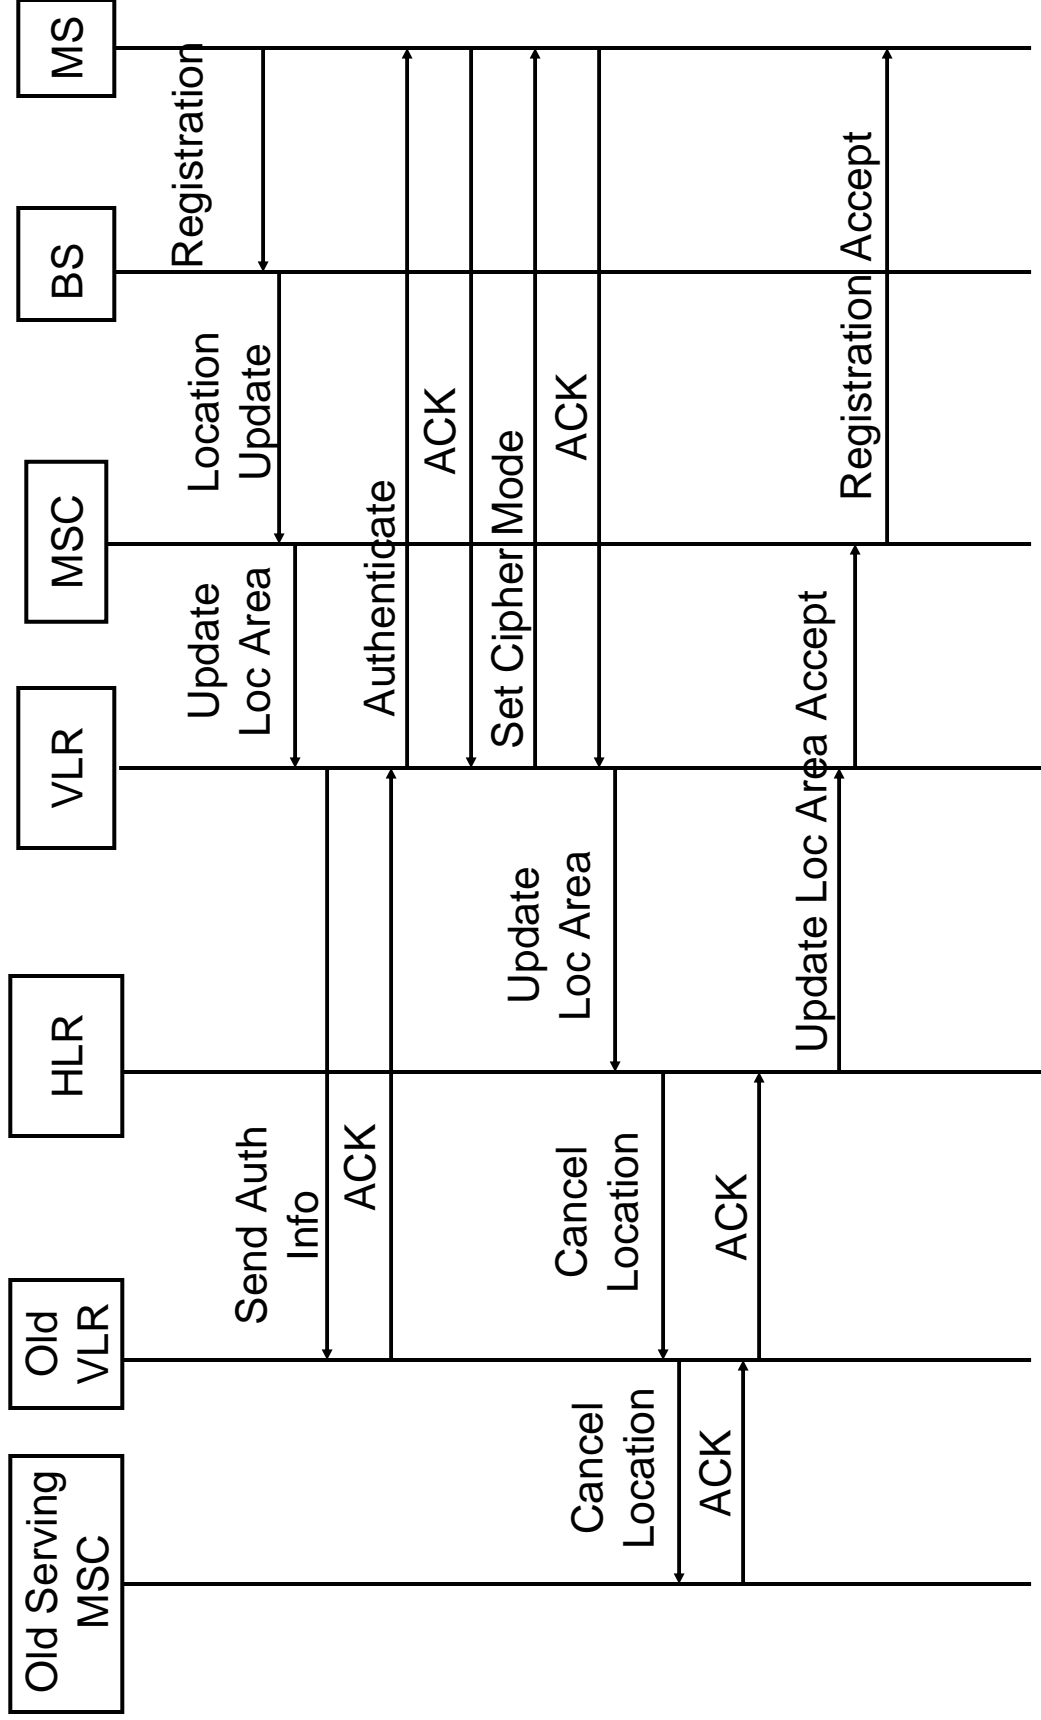 Old Serving
MSC
Old
VLR
HLR
VLR
MSC
BS
MS
Registration
Location
Update
Update
Loc Area
Send Auth
Info
ACK
Authenticate
ACK
Set Cipher Mode
ACK
Update
Loc Area
Cancel
Location
Cancel
Location
ACK
ACK
Update Loc Area Accept
Registration Accept